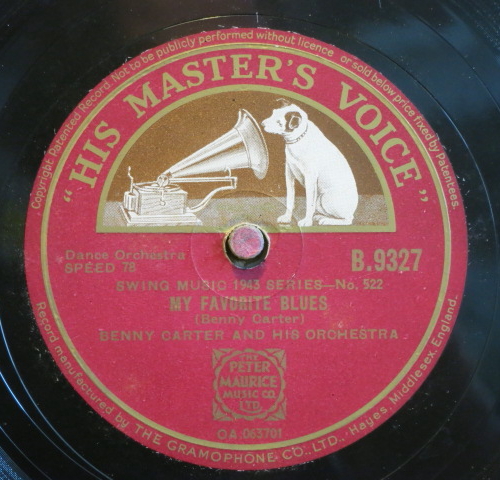 Copyright Patented Record Not to be publicly performed without licence or sold below price fixed by Patentees.
"HIS MASTER'S VOICE"
Dance Orchestra
SPEED 78
B.9327
SWING MUSIC 1943 SERIES—No. 522
MY FAVORITE BLUES
(Benny Carter)
BENNY CARTER AND HIS ORCHESTRA
THE
PETER
MAURICE
MUSIC CO.
LTD.
OA.063701
Record manufactured by THE GRAMOPHONE CO., LTD., Hayes, Middlesex, England.